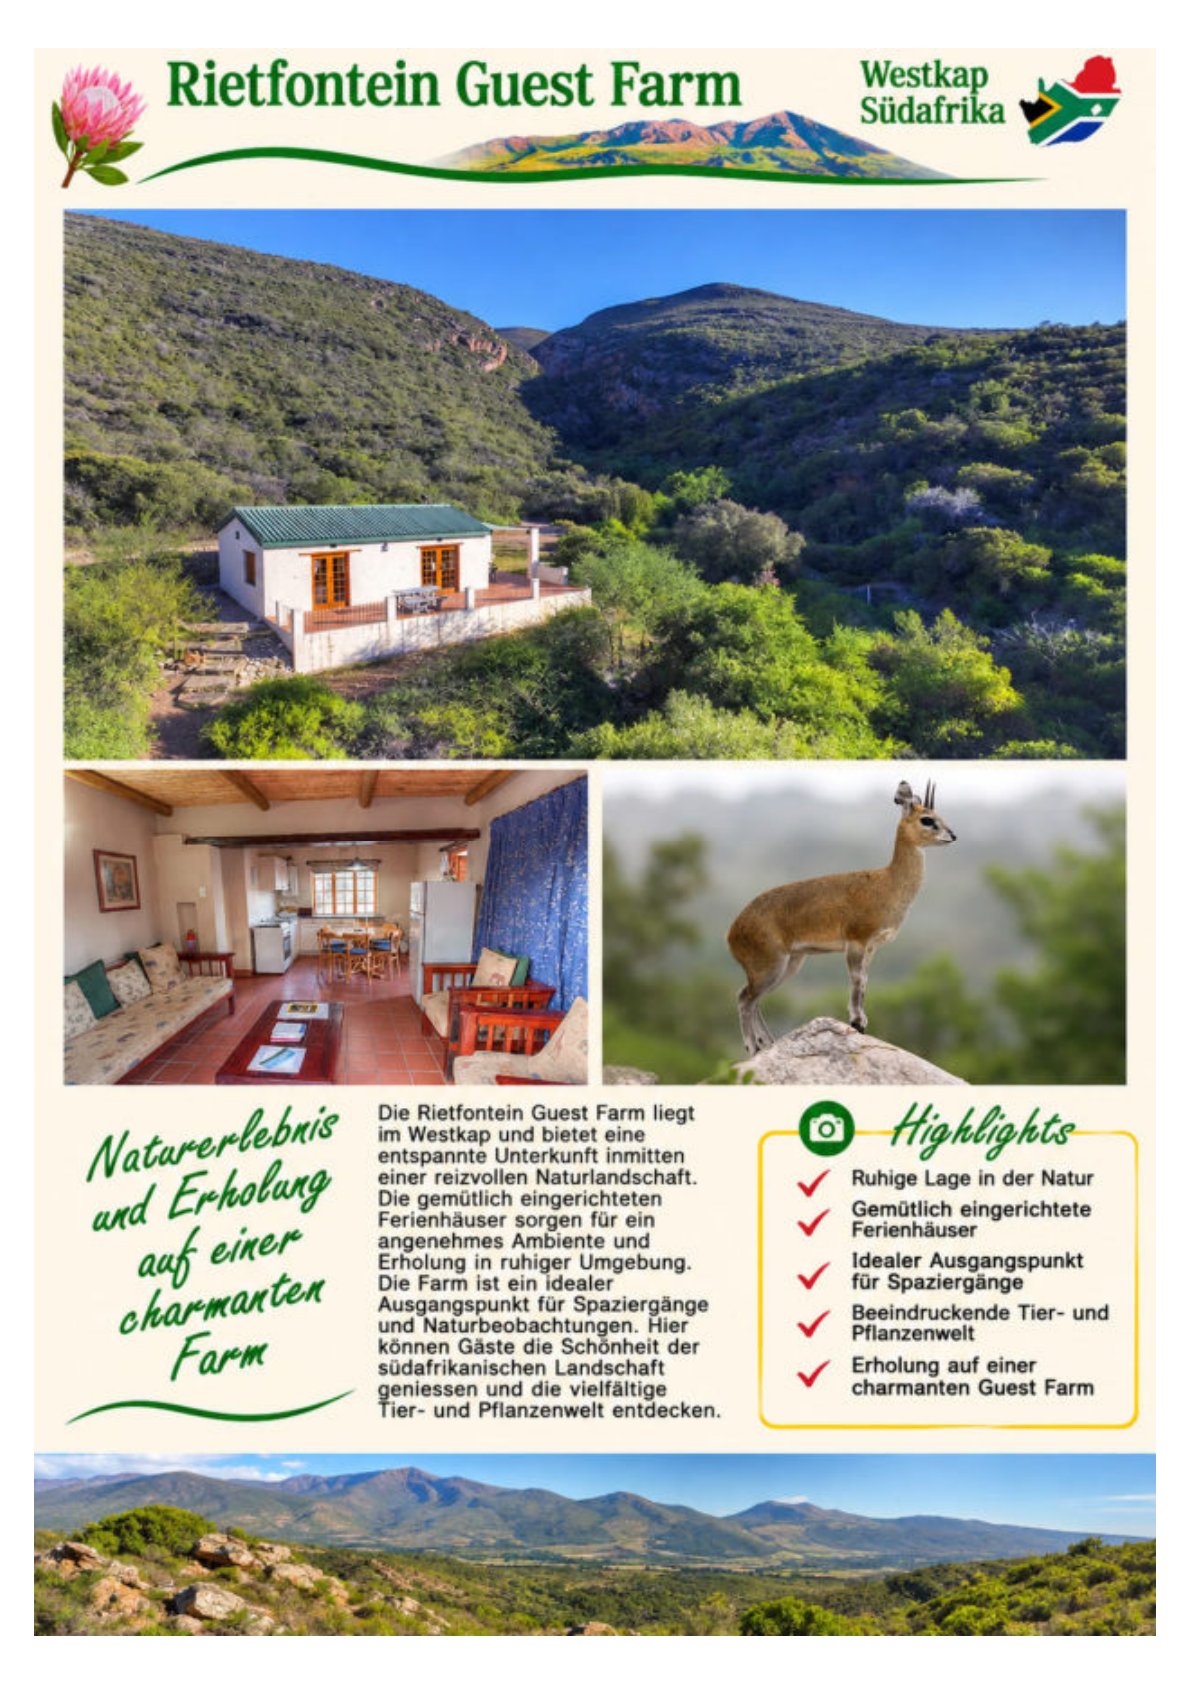 Rietfontein Guest Farm
Westkap
Südafrika
Naturerlebnis
und Erholung
auf einer
charmanten
Farm
Die Rietfontein Guest Farm liegt
im Westkap und bietet eine
entspannte Unterkunft inmitten
einer reizvollen Naturlandschaft.
Die gemütlich eingerichteten
Ferienhäuser sorgen für ein
angenehmes Ambiente und
Erholung in ruhiger Umgebung.
Die Farm ist ein idealer
Ausgangspunkt für Spaziergänge
und Naturbeobachtungen. Hier
können Gäste die Schönheit der
südafrikanischen Landschaft
geniessen und die vielfältige
Tier- und Pflanzenwelt entdecken.
Highlights
Ruhige Lage in der Natur
Gemütlich eingerichtete
Ferienhäuser
Idealer Ausgangspunkt
für Spaziergänge
Beeindruckende Tier- und
Pflanzenwelt
Erholung auf einer
charmanten Guest Farm